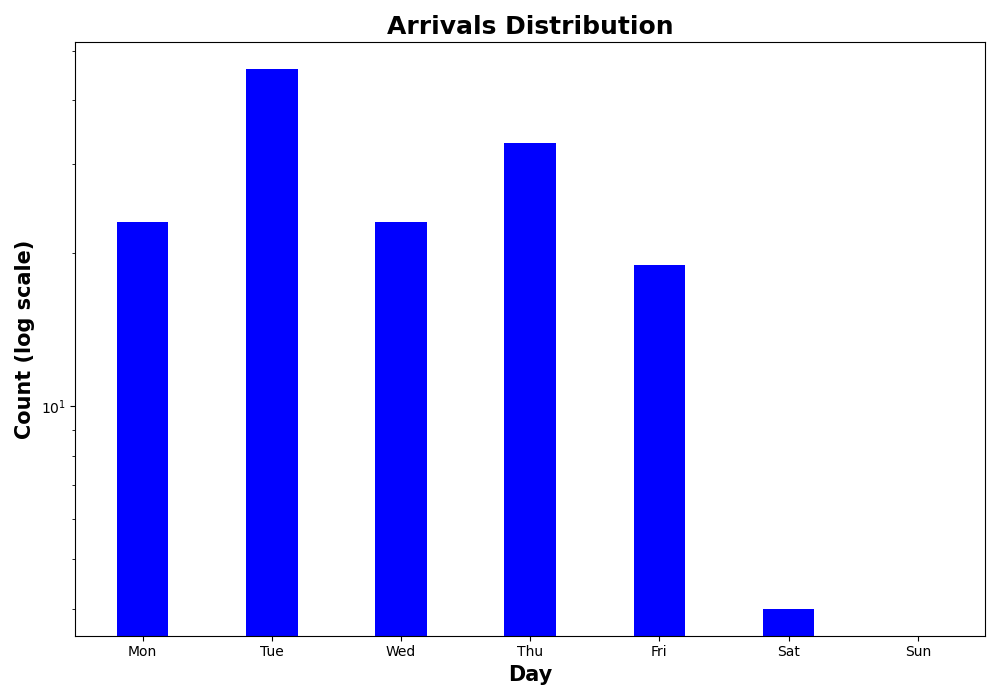 Arrivals Distribution
Count (log scale)
10¹
Mon Tue Wed Thu Fri Sat Sun
Day